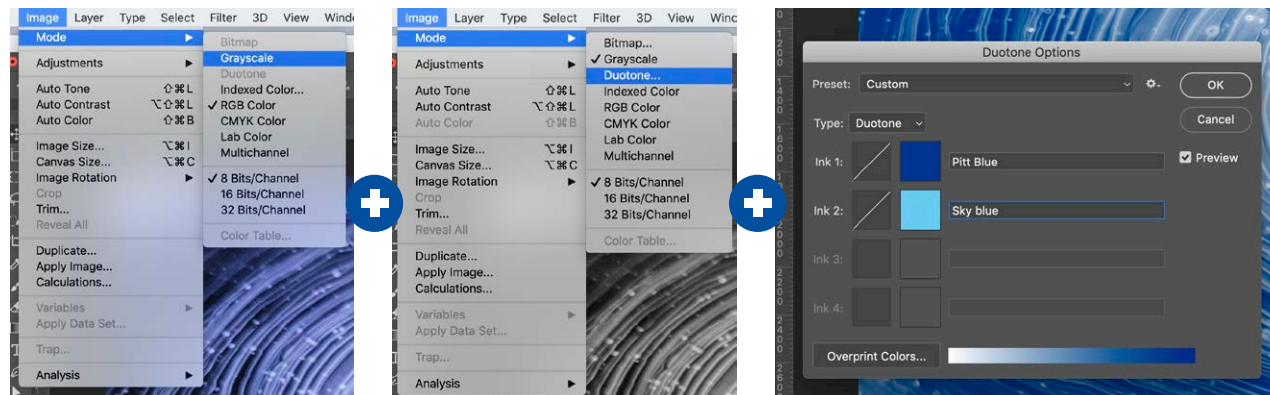 Image Layer Type Select Filter 3D View Windo
Mode
Adjustments
Auto Tone ⇧⌘L
Auto Contrast ⌥⇧⌘L
Auto Color ⇧⌘B
Image Size... ⌥⌘I
Canvas Size... ⌥⌘C
Image Rotation
Crop
Trim...
Reveal All
Duplicate...
Apply Image...
Calculations...
Variables
Apply Data Set...
Trap...
Analysis
Bitmap
Grayscale
Duotone
Indexed Color...
✓ RGB Color
CMYK Color
Lab Color
Multichannel
✓ 8 Bits/Channel
16 Bits/Channel
32 Bits/Channel
Color Table...
Image Layer Type Select Filter 3D View Winc
Mode
Adjustments
Auto Tone ⇧⌘L
Auto Contrast ⌥⇧⌘L
Auto Color ⇧⌘B
Image Size... ⌥⌘I
Canvas Size... ⌥⌘C
Image Rotation
Crop
Trim...
Reveal All
Duplicate...
Apply Image...
Calculations...
Variables
Apply Data Set...
Trap...
Analysis
Bitmap...
✓ Grayscale
Duotone...
Indexed Color
RGB Color
CMYK Color
Lab Color
Multichannel
✓ 8 Bits/Channel
16 Bits/Channel
32 Bits/Channel
Color Table...
Duotone Options
Preset: Custom
OK
Type: Duotone
Cancel
Ink 1: Pitt Blue
Preview
Ink 2: Sky blue
Ink 3:
Ink 4:
Overprint Colors...